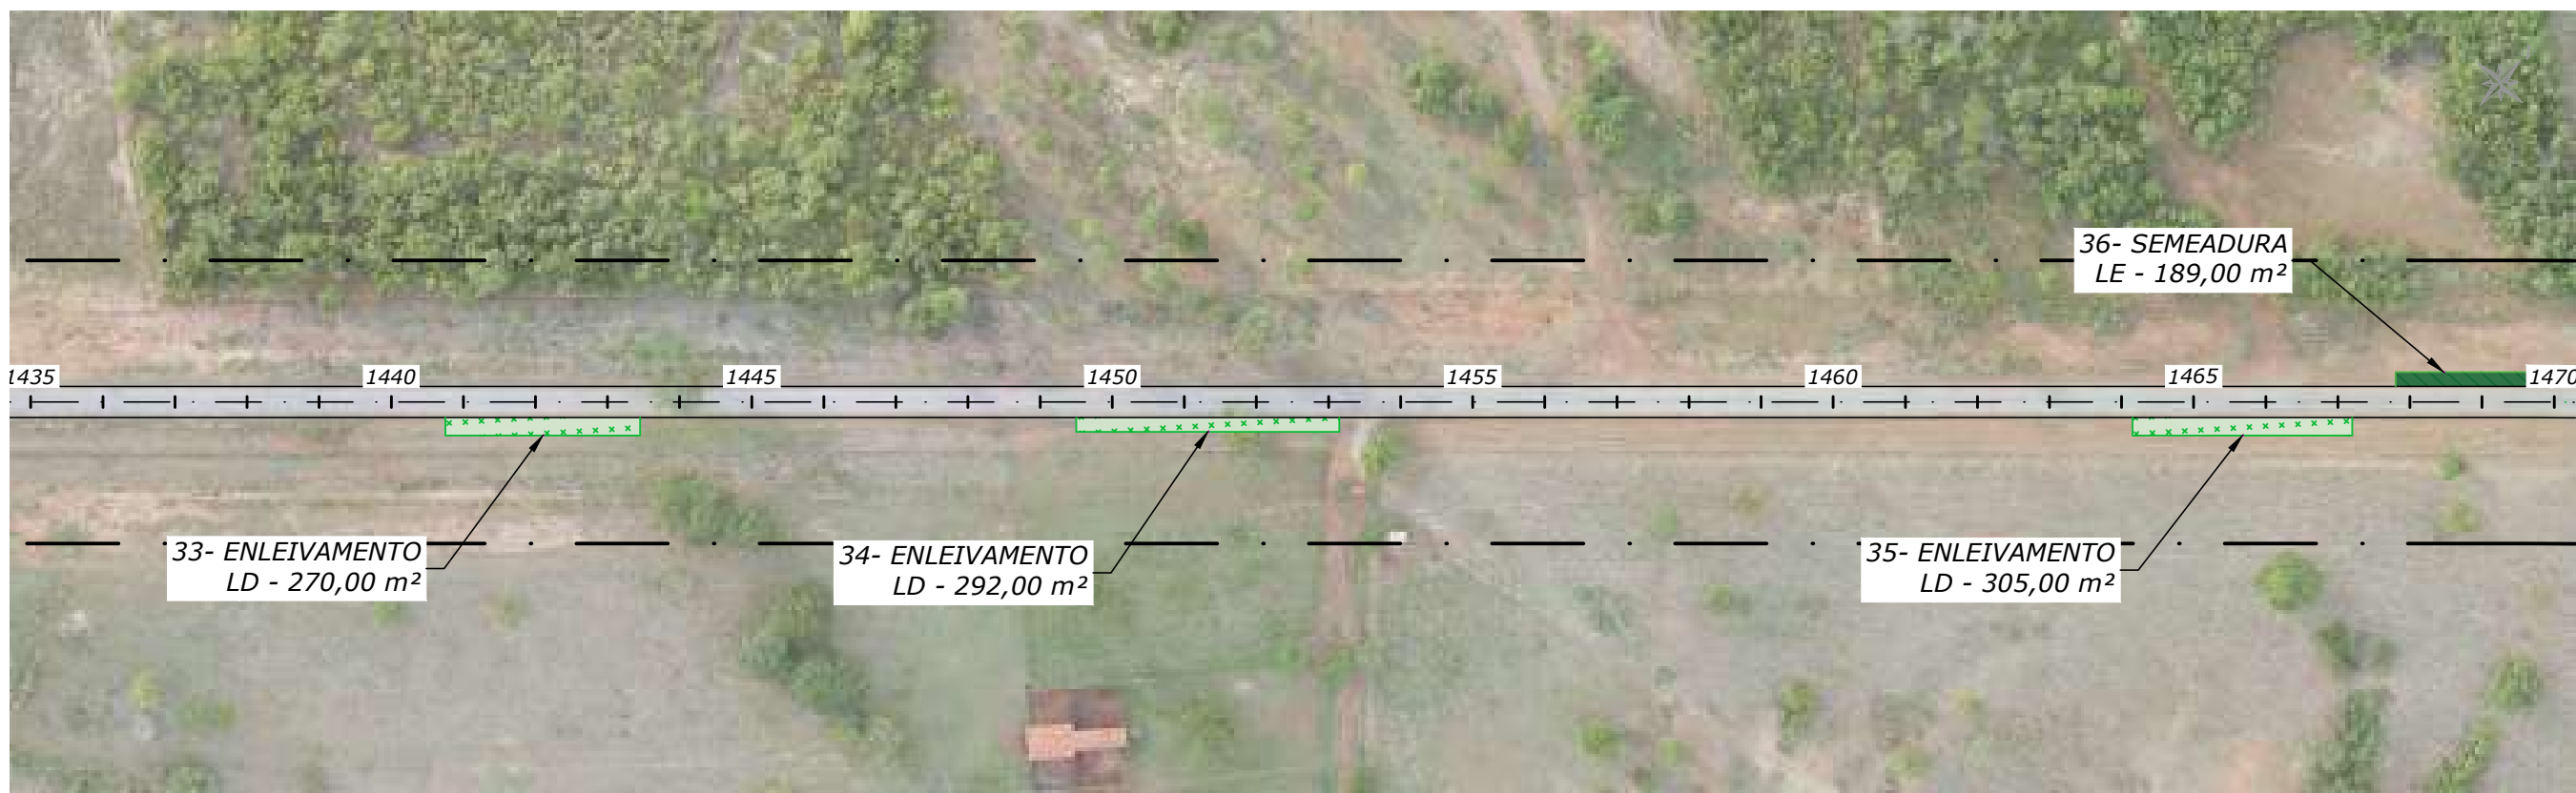 36- SEMEADURA
LE - 189,00 m²
1435
1440
1445
1450
1455
1460
1465
1470
33- ENLEIVAMENTO
LD - 270,00 m²
34- ENLEIVAMENTO
LD - 292,00 m²
35- ENLEIVAMENTO
LD - 305,00 m²